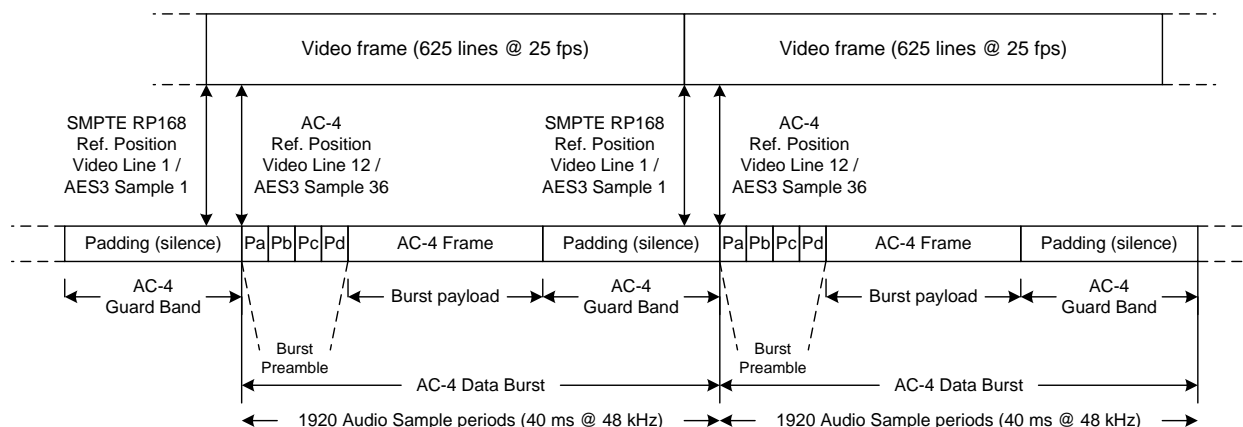 Video frame (625 lines @ 25 fps)
Video frame (625 lines @ 25 fps)
SMPTE RP168
Ref. Position
Video Line 1 /
AES3 Sample 1
AC-4
Ref. Position
Video Line 12 /
AES3 Sample 36
SMPTE RP168
Ref. Position
Video Line 1 /
AES3 Sample 1
AC-4
Ref. Position
Video Line 12 /
AES3 Sample 36
Padding (silence)
Pa
Pb
Pc
Pd
AC-4 Frame
Padding (silence)
Pa
Pb
Pc
Pd
AC-4 Frame
Padding (silence)
AC-4
Guard Band
Burst payload
AC-4
Guard Band
Burst payload
AC-4
Guard Band
Burst
Preamble
Burst
Preamble
AC-4 Data Burst
AC-4 Data Burst
1920 Audio Sample periods (40 ms @ 48 kHz)
1920 Audio Sample periods (40 ms @ 48 kHz)